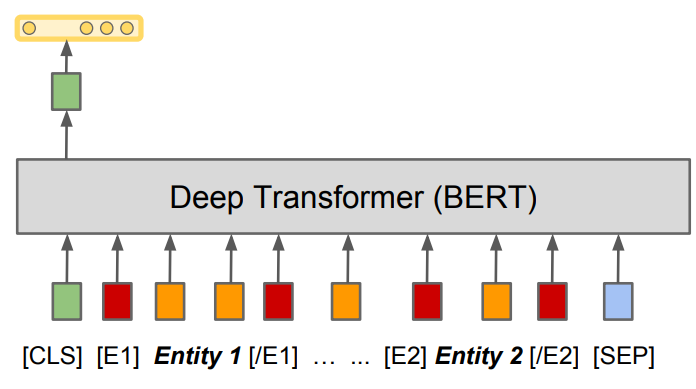 Deep Transformer (BERT)
[CLS] [E1] Entity 1 [/E1] ... ... [E2] Entity 2 [/E2] [SEP]